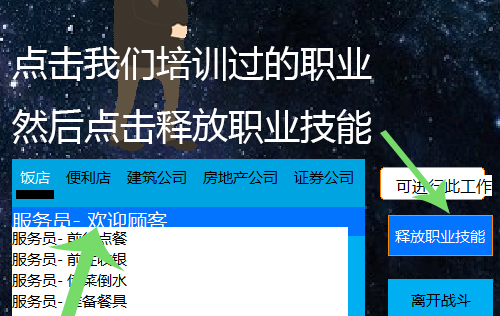 点击我们培训过的职业
然后点击释放职业技能
饭店 便利店 建筑公司 房地产公司 证券公司
可进行此工作
服务员- 欢迎顾客
服务员- 前 点餐
释放职业技能
服务员- 前 收银
服务员- 传菜倒水
服务员- 准备餐具
离开战斗